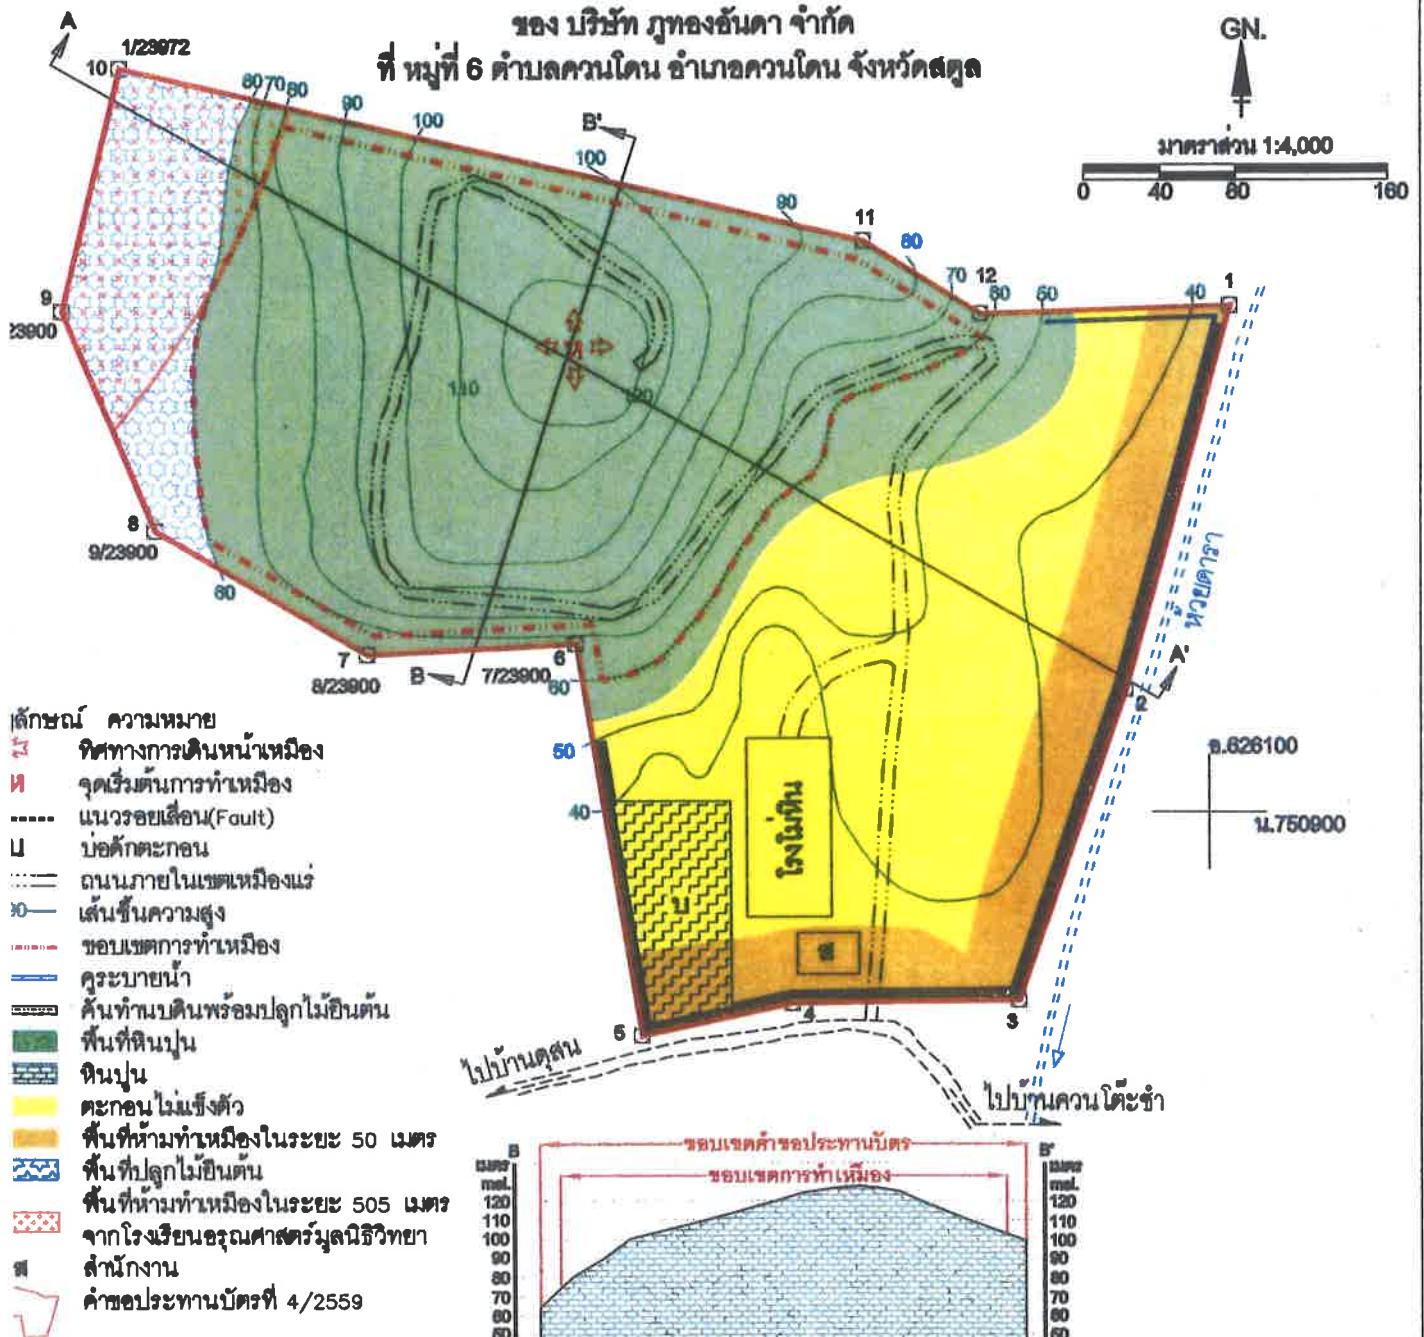 ของ บริษัท ภูทองอันดา จำกัด
ที่ หมู่ที่ 6 ตำบลควนโดน อำเภอควนโดน จังหวัดสตูล
GN.
มาตราส่วน 1:4,000
0 40 80 160
A
1/23972
10
60 70 80 90 100
B'
100
90
11
80
70
12
60 50 40
1
9
23900
110
120
8
9/23900
60
7
8/23900
B
6
7/23900
60
50
40
A'
2
ห้วยดารา
อ.626100
น.750900
โรงโม่หิน
บ
ส
5
4
3
ไปบ้านดุสน
ไปบ้านควนโต๊ะชำ
ลักษณ์ ความหมาย
ทิศทางการเดินหน้าเหมือง
จุดเริ่มต้นการทำเหมือง
แนวรอยเลื่อน(Fault)
บ บ่อดักตะกอน
ถนนภายในเขตเหมืองแร่
เส้นชั้นความสูง
ขอบเขตการทำเหมือง
คูระบายน้ำ
คันทำนบดินพร้อมปลูกไม้ยืนต้น
พื้นที่หินปูน
หินปูน
ตะกอนไม่แข็งตัว
พื้นที่ห้ามทำเหมืองในระยะ 50 เมตร
พื้นที่ปลูกไม้ยืนต้น
พื้นที่ห้ามทำเหมืองในระยะ 505 เมตร
จากโรงเรียนอรุณศาสตร์มูลนิธิวิทยา
ส สำนักงาน
คำขอประทานบัตรที่ 4/2559
B ขอบเขตคำขอประทานบัตร B'
เมตร ขอบเขตการทำเหมือง เมตร
msl. msl.
120 120
110 110
100 100
90 90
80 80
70 70
60 60
50 50